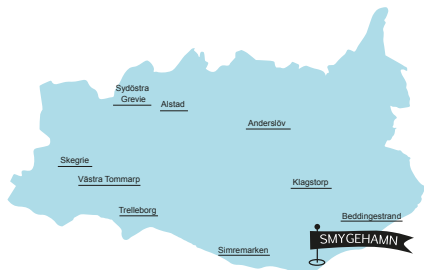 Sydöstra
Grevie
Alstad
Anderslöv
Skegrie
Västra Tommarp
Klagstorp
Trelleborg
Beddingestrand
SMYGEHAMN
Simremarken